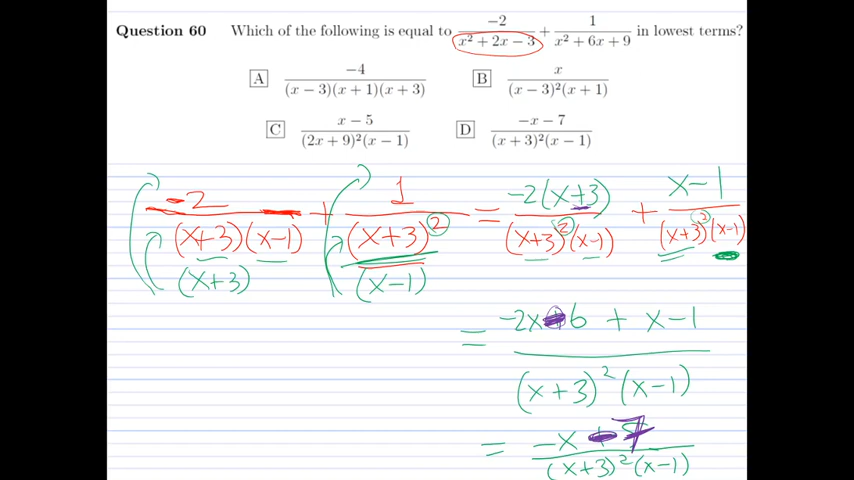 Question 60 Which of the following is equal to -2/(x² + 2x − 3) + 1/(x² + 6x + 9) in lowest terms?
A -4/((x − 3)(x + 1)(x + 3)) B x/((x − 3)²(x + 1))
C (x − 5)/((2x + 9)²(x − 1)) D (−x − 7)/((x + 3)²(x − 1))
-2/((x+3)(x-1)) + 1/(x+3)² = -2(x+3)/((x+3)²(x-1)) + (x-1)/((x+3)²(x-1))
(x+3) (x-1)
= (-2x - 6 + x-1)/((x+3)²(x-1))
= (-x - 7)/((x+3)²(x-1))